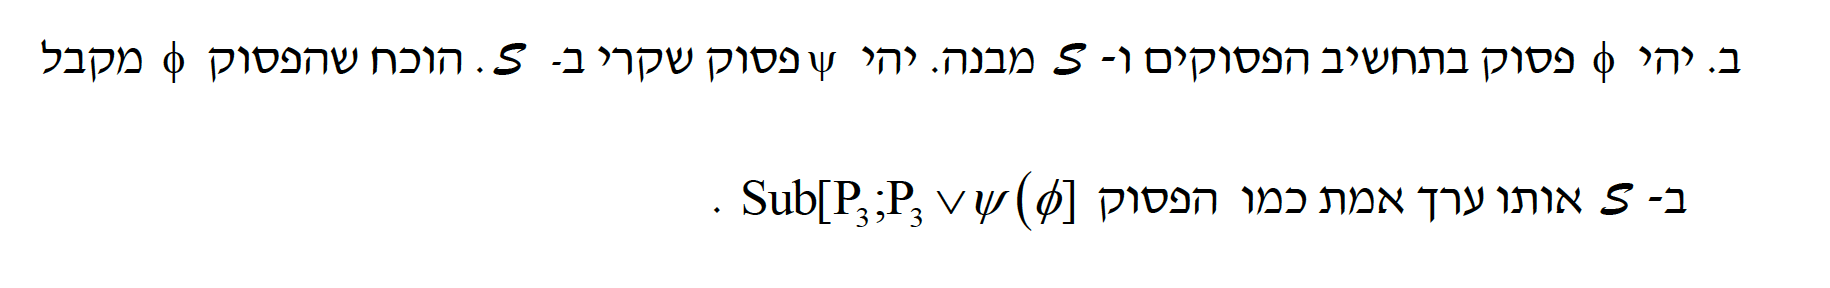 ב. יהי ϕ פסוק בתחשיב הפסוקים ו- S מבנה. יהי ψ פסוק שקרי ב- S. הוכח שהפסוק ϕ מקבל
ב- S אותו ערך אמת כמו הפסוק Sub[P₃;P₃ ∨ ψ(ϕ] .